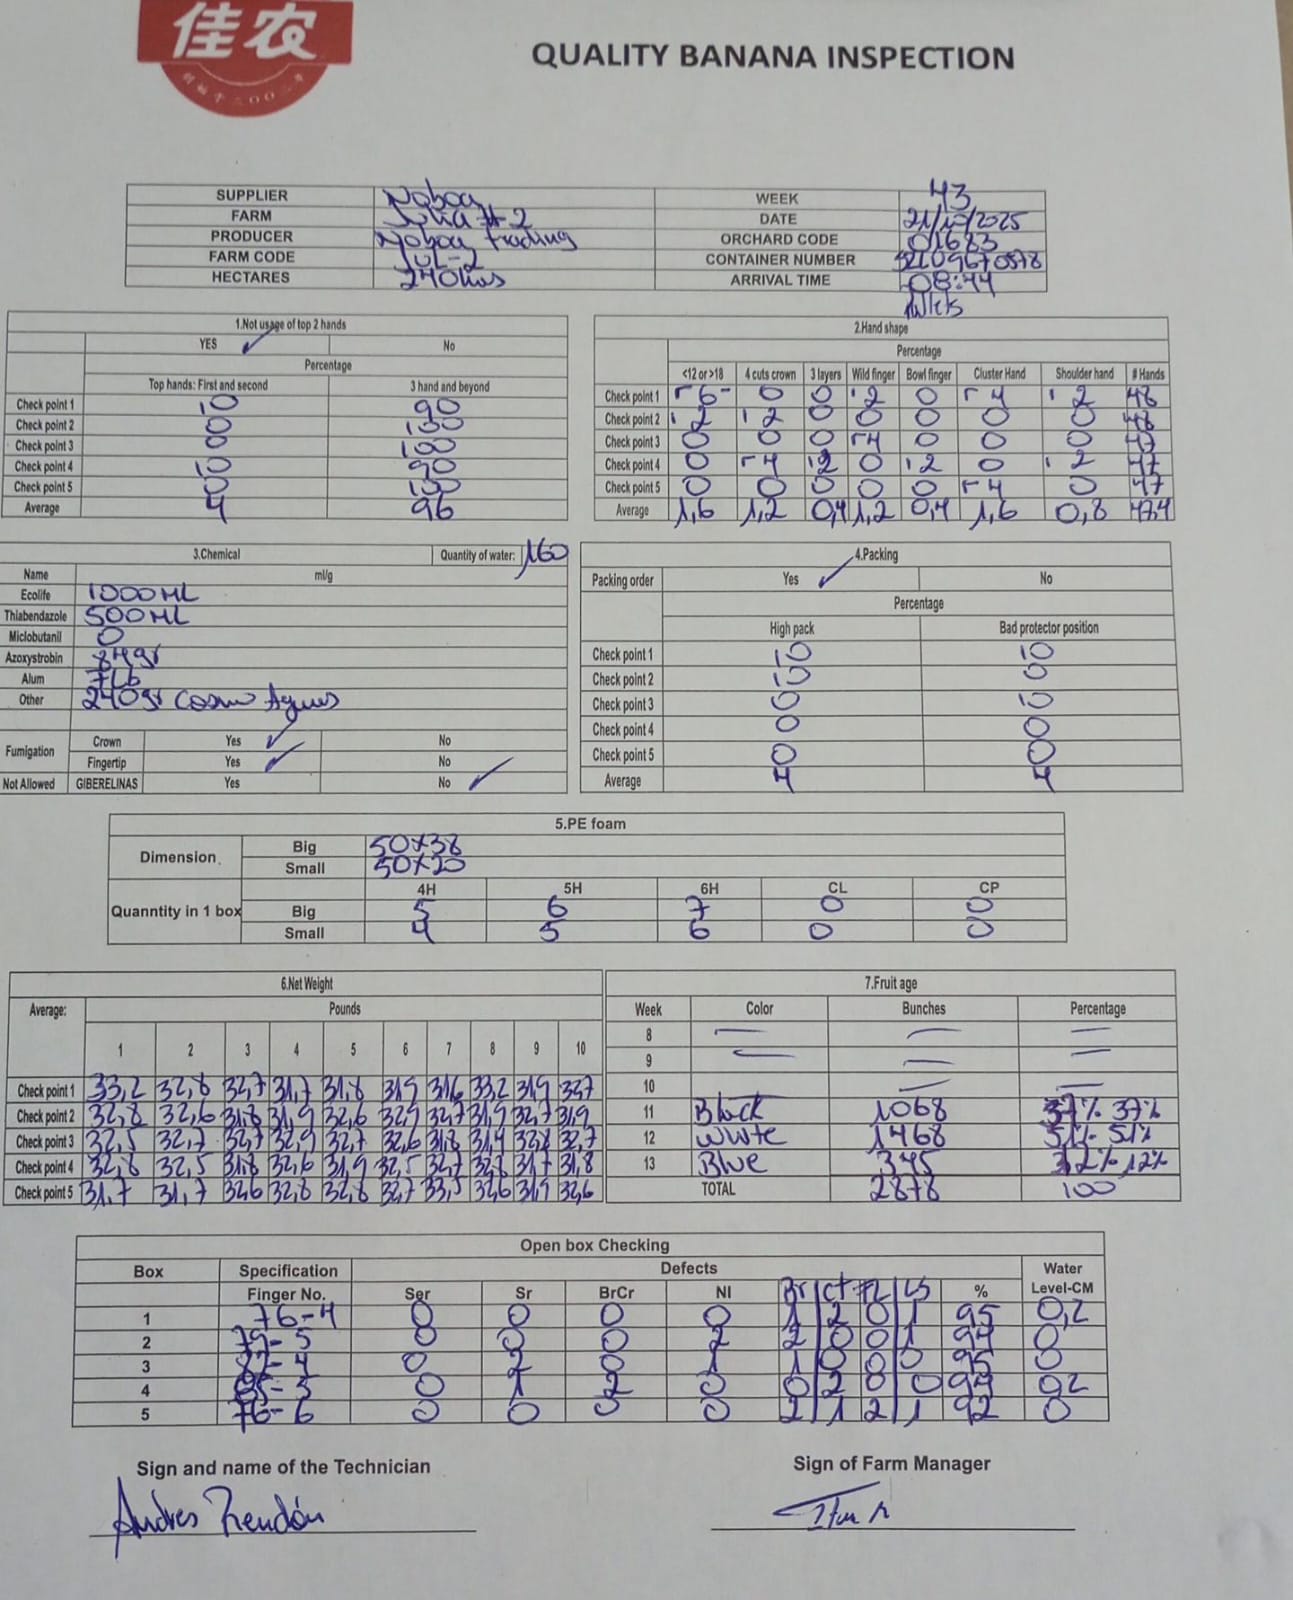 佳农
QUALITY BANANA INSPECTION
SUPPLIER Noboa WEEK 43
FARM Julia #2 DATE 21/10/2025
PRODUCER Noboa trading ORCHARD CODE 01683
FARM CODE JUL-2 CONTAINER NUMBER
HECTARES 240has ARRIVAL TIME 08:44
1.Not usage of top 2 hands
YES ✓ No
Percentage
Top hands: First and second 3 hand and beyond
Check point 1 10 90
Check point 2 0 100
Check point 3 0 100
Check point 4 10 90
Check point 5 0 100
Average 4 96
2.Hand shape
Percentage
<12 or >18 4 cuts crown 3 layers Wild finger Bowl finger Cluster Hand Shoulder hand # Hands
Check point 1 6 0 0 2 0 4 2 48
Check point 2 2 2 0 0 0 0 0 48
Check point 3 0 0 0 4 0 0 0 47
Check point 4 0 4 2 0 2 0 2 47
Check point 5 0 0 0 0 0 4 0 47
Average 1,6 1,2 0,4 1,2 0,4 1,6 0,8 47,4
3.Chemical Quantity of water: 160
Name ml/g
Ecolife 1000ML
Thiabendazole 500ML
Miclobutanil 0
Azoxystrobin 84gr
Alum 7Lb
Other 240gr Cosmo Aguas
Fumigation Crown Yes ✓ No
Fingertip Yes ✓ No
Not Allowed GIBERELINAS Yes No ✓
4.Packing
Packing order Yes ✓ No
Percentage
High pack Bad protector position
Check point 1 10 10
Check point 2 10 0
Check point 3 0 10
Check point 4 0 0
Check point 5 0 0
Average 4 4
5.PE foam
Dimension Big 50x38
Small 50x20
4H 5H 6H CL CP
Quanntity in 1 box Big 5 6 7 0 0
Small 4 5 6 0 0
6.Net Weight
Average: Pounds
1 2 3 4 5 6 7 8 9 10
Check point 1 33,2 32,8 32,7 31,7 31,8 31,9 31,6 33,2 31,9 32,7
Check point 2 32,8 32,6 31,8 31,9 32,6 32,9 32,7 31,9 32,7 31,9
Check point 3 32,5 32,7 32,7 32,9 32,7 32,6 31,8 31,4 32,8 32,7
Check point 4 32,8 32,5 31,8 32,6 31,9 32,5 32,7 32,8 31,7 31,8
Check point 5 31,7 31,7 32,6 32,8 32,8 32,7 33,5 32,6 31,9 32,6
7.Fruit age
Week Color Bunches Percentage
8 — — —
9 — — —
10 — —
11 Black 1068 37% 37%
12 White 1468 51% 51%
13 Blue 345 12% 12%
TOTAL 2878 100
Open box Checking
Box Specification Defects Water
Finger No. Ser Sr BrCr NI Br Ct FL LS % Level-CM
1 76-4 0 0 0 0 1 2 0 1 95 0,2
2 79-5 0 0 0 2 2 0 0 1 94 0
3 82-4 0 2 0 1 1 0 0 0 95 0
4 85-3 0 1 2 0 0 2 0 0 94 0,2
5 76-6 0 0 0 0 2 1 2 1 92 0
Sign and name of the Technician Sign of Farm Manager
Andres Rendón